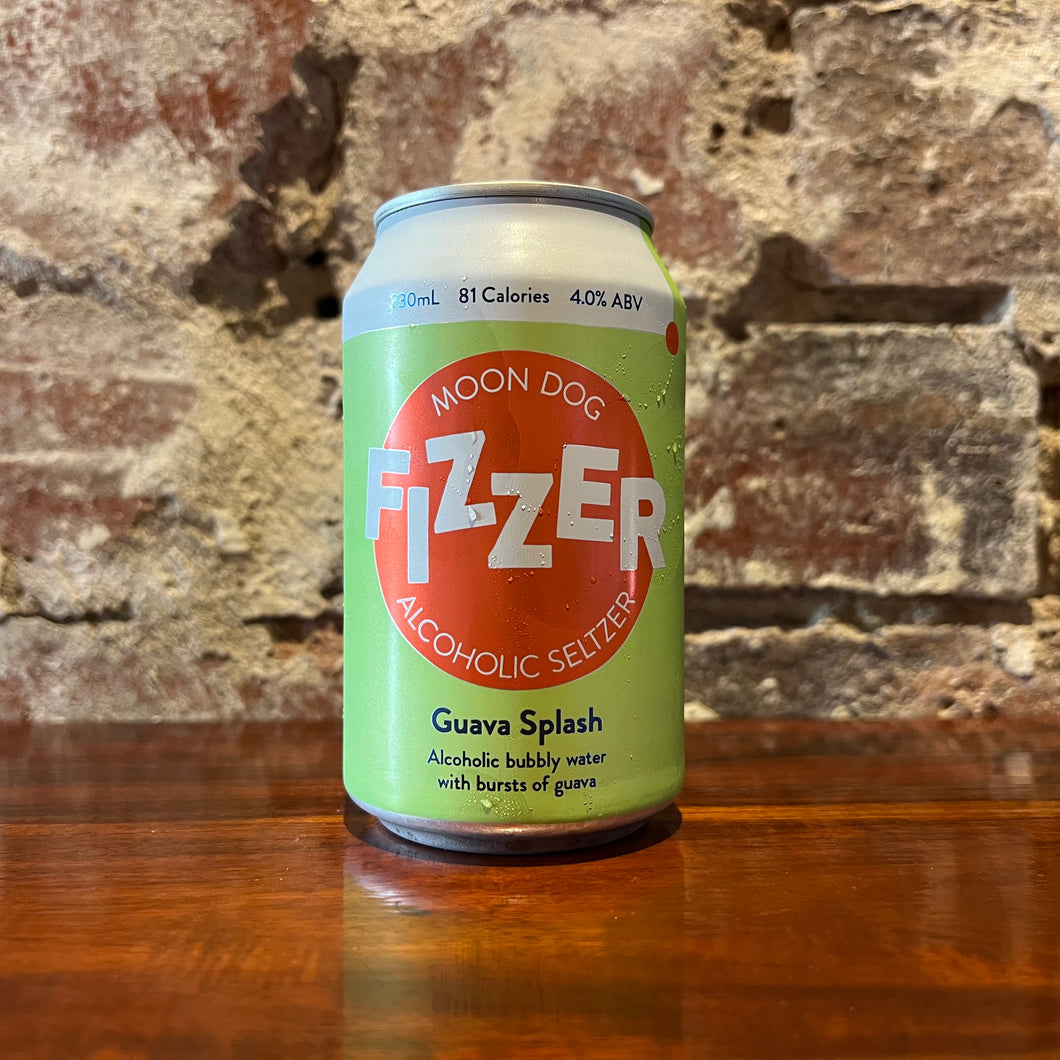 330mL 81 Calories 4.0% ABV
MOON DOG
FIZZER
ALCOHOLIC SELTZER
Guava Splash
Alcoholic bubbly water
with bursts of guava